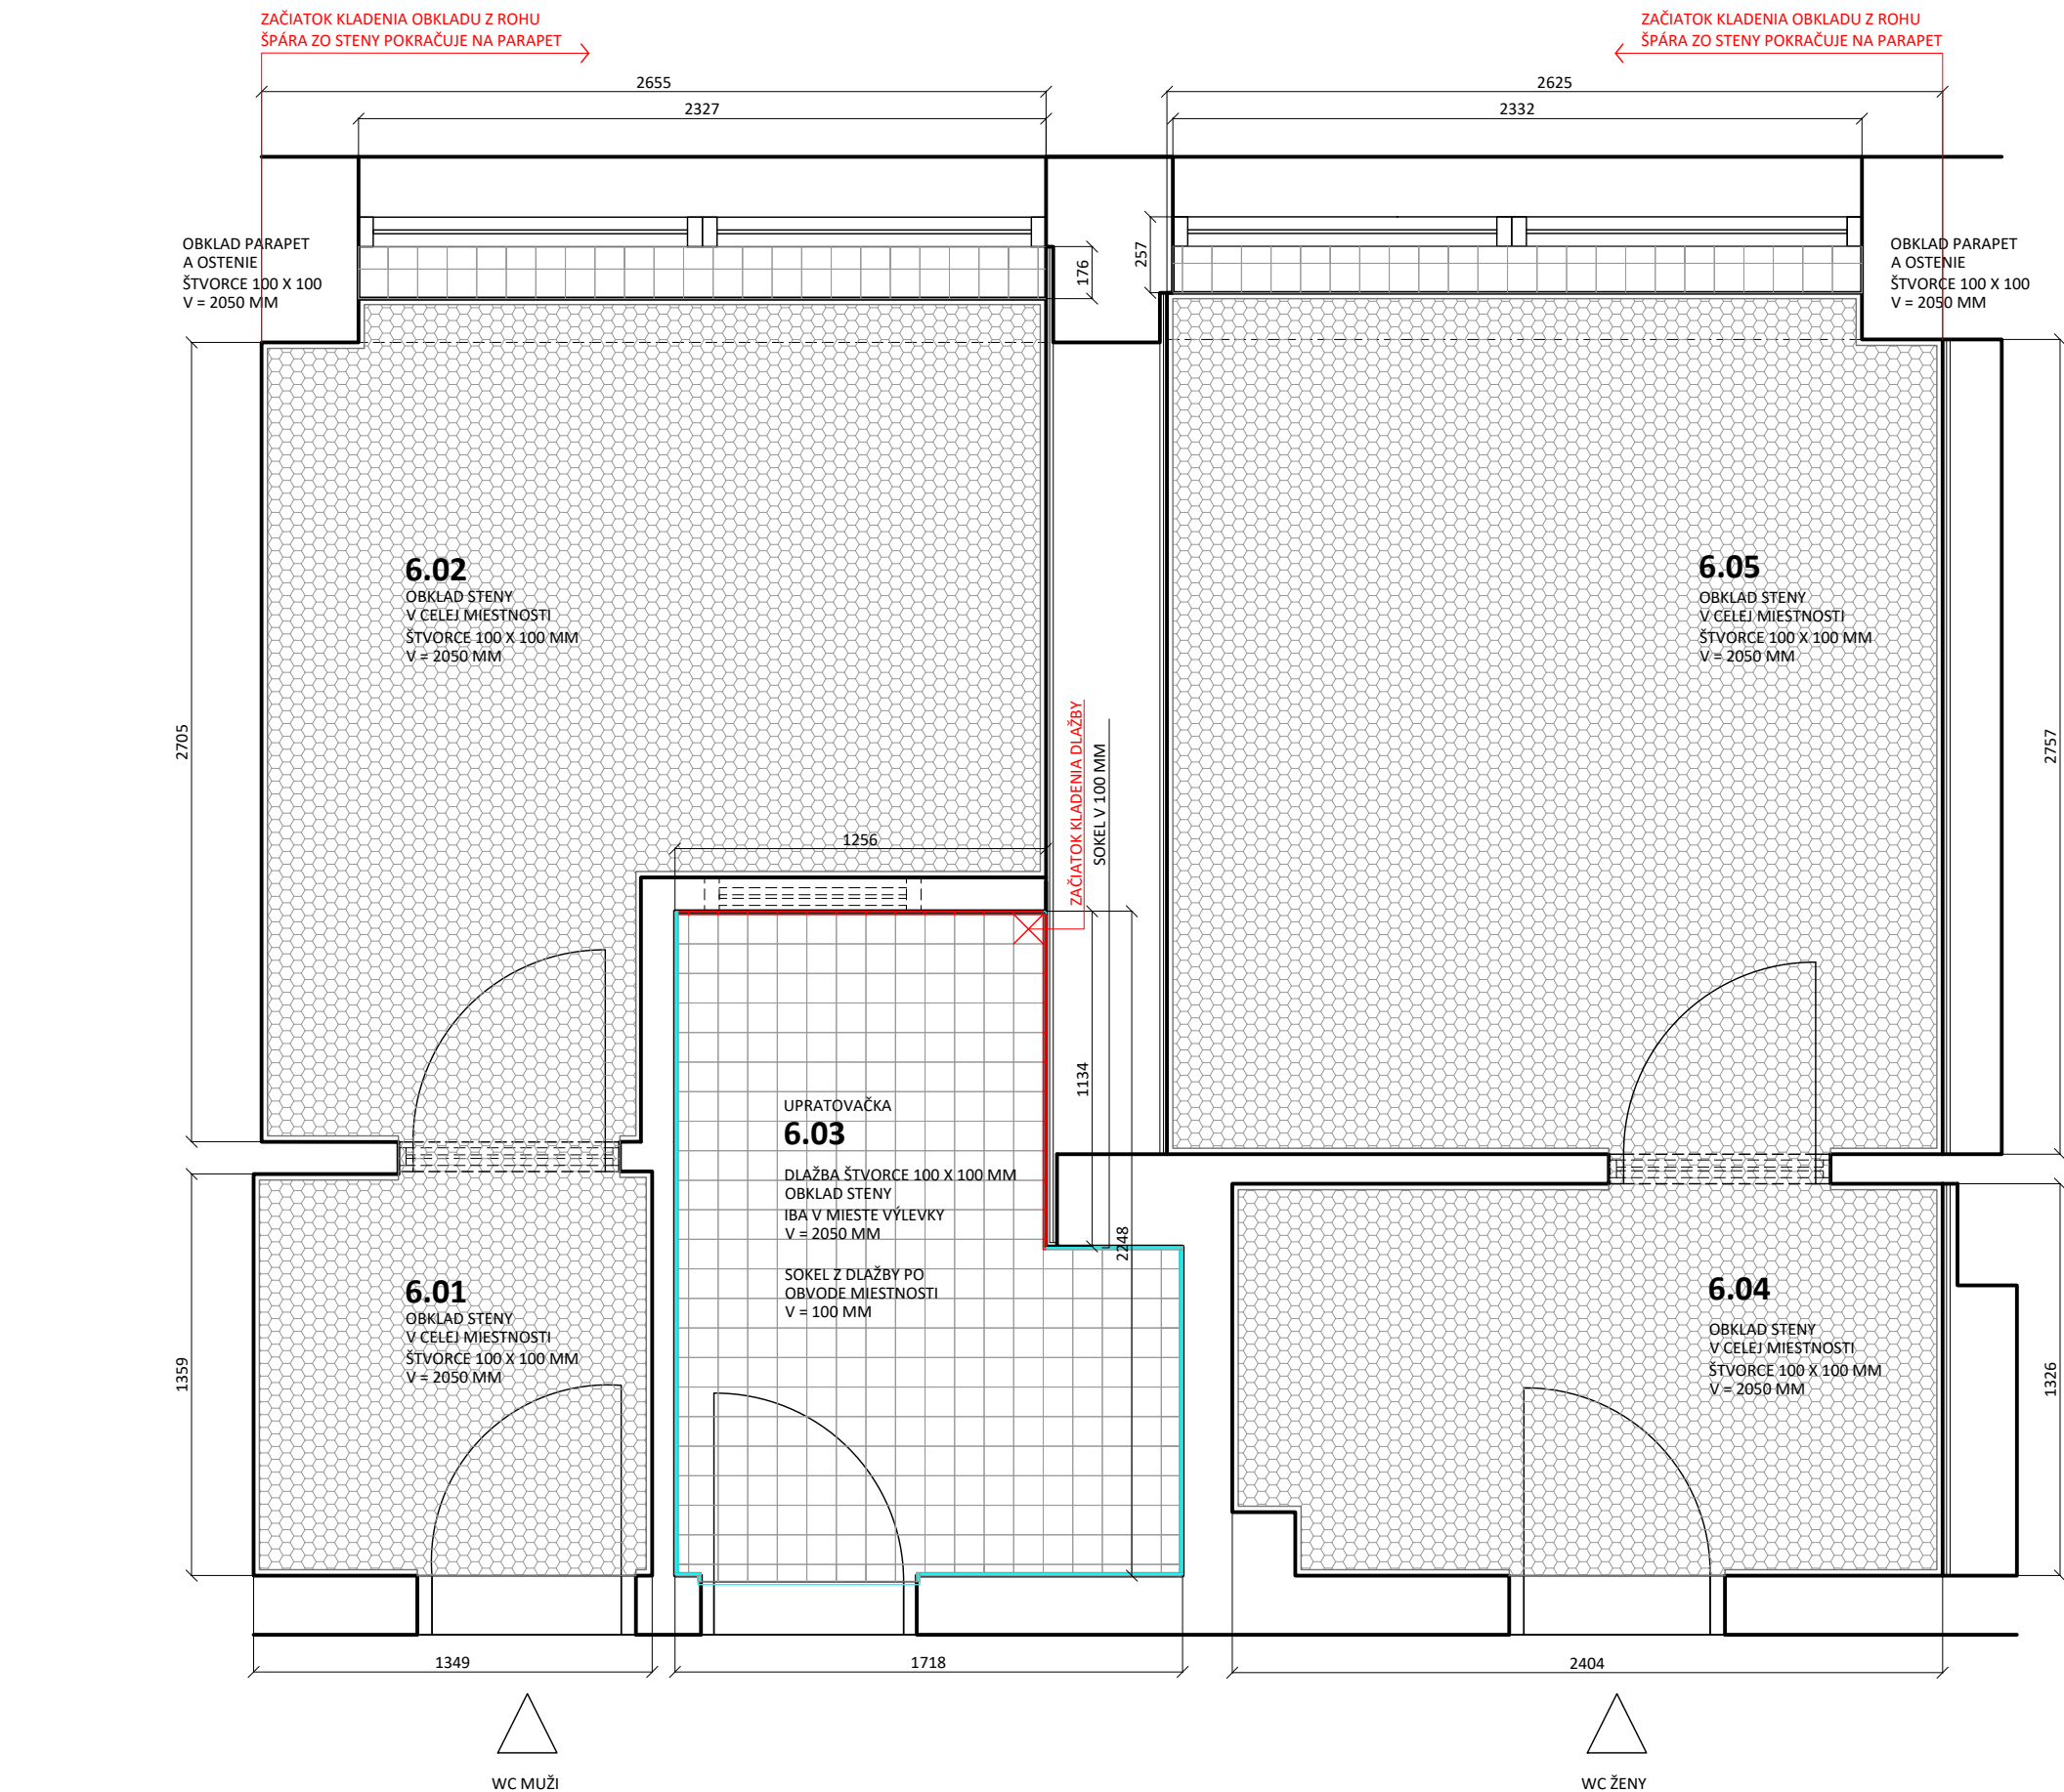 ZAČIATOK KLADENIA OBKLADU Z ROHU
ŠPÁRA ZO STENY POKRAČUJE NA PARAPET
ZAČIATOK KLADENIA OBKLADU Z ROHU
ŠPÁRA ZO STENY POKRAČUJE NA PARAPET
2655
2625
2327
2332
OBKLAD PARAPET
A OSTENIE
ŠTVORCE 100 X 100
V = 2050 MM
176
257
OBKLAD PARAPET
A OSTENIE
ŠTVORCE 100 X 100
V = 2050 MM
6.02
OBKLAD STENY
V CELEJ MIESTNOSTI
ŠTVORCE 100 X 100 MM
V = 2050 MM
6.05
OBKLAD STENY
V CELEJ MIESTNOSTI
ŠTVORCE 100 X 100 MM
V = 2050 MM
2705
2757
ZAČIATOK KLADENIA DLAŽBY
SOKEL V 100 MM
1256
1134
2248
UPRATOVAČKA
6.03
DLAŽBA ŠTVORCE 100 X 100 MM
OBKLAD STENY
IBA V MIESTE VÝLEVKY
V = 2050 MM
SOKEL Z DLAŽBY PO
OBVODE MIESTNOSTI
V = 100 MM
6.01
OBKLAD STENY
V CELEJ MIESTNOSTI
ŠTVORCE 100 X 100 MM
V = 2050 MM
6.04
OBKLAD STENY
V CELEJ MIESTNOSTI
ŠTVORCE 100 X 100 MM
V = 2050 MM
1359
1326
1349
1718
2404
WC MUŽI
WC ŽENY